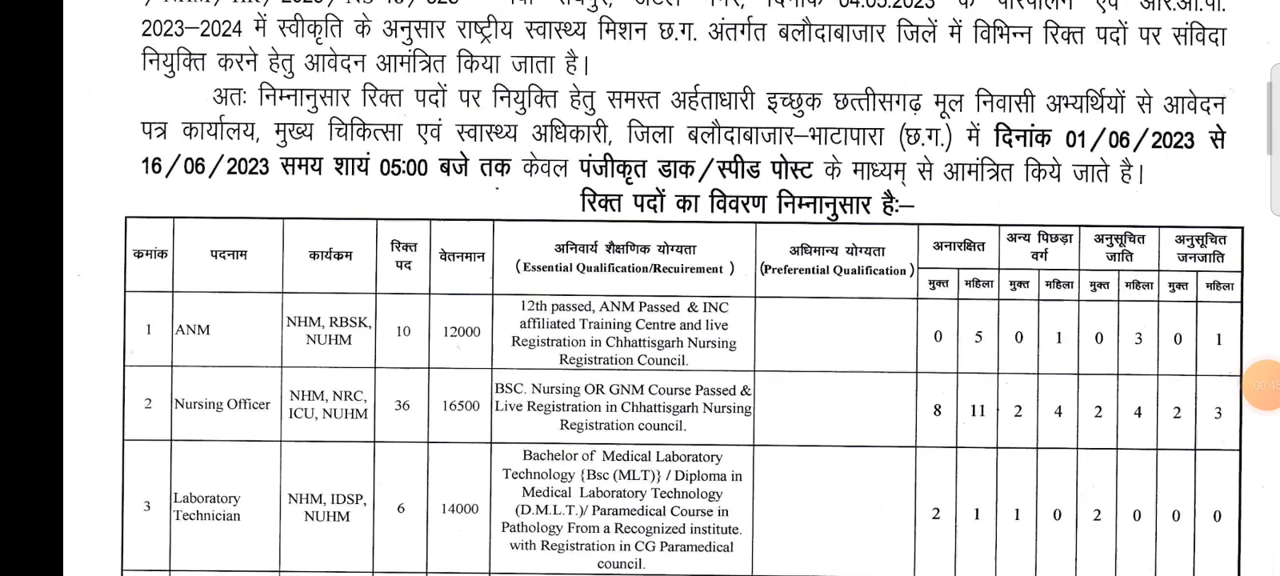 2023–2024 में स्वीकृति के अनुसार राष्ट्रीय स्वास्थ्य मिशन छ.ग. अंतर्गत बलौदाबाजार जिलें में विभिन्न रिक्त पदों पर संविदा
नियुक्ति करने हेतु आवेदन आमंत्रित किया जाता है।
अतः निम्नानुसार रिक्त पदों पर नियुक्ति हेतु समस्त अर्हताधारी इच्छुक छत्तीसगढ़ मूल निवासी अभ्यर्थियों से आवेदन
पत्र कार्यालय, मुख्य चिकित्सा एवं स्वास्थ्य अधिकारी, जिला बलौदाबाजार–भाटापारा (छ.ग.) में दिनांक 01/06/2023 से
16/06/2023 समय शायं 05:00 बजे तक केवल पंजीकृत डाक/स्पीड पोस्ट के माध्यम् से आमंत्रित किये जाते है।
रिक्त पदों का विवरण निम्नानुसार हैः–
कमांक पदनाम कार्यकम रिक्त पद वेतनमान अनिवार्य शैक्षणिक योग्यता (Essential Qualification/Recuirement) अधिमान्य योग्यता (Preferential Qualification) अनारक्षित अन्य पिछड़ा वर्ग अनुसूचित जाति अनुसूचित जनजाति
मुक्त महिला मुक्त महिला मुक्त महिला मुक्त महिला
1 ANM NHM, RBSK, NUHM 10 12000 12th passed, ANM Passed & INC affiliated Training Centre and live Registration in Chhattisgarh Nursing Registration Council. 0 5 0 1 0 3 0 1
2 Nursing Officer NHM, NRC, ICU, NUHM 36 16500 BSC. Nursing OR GNM Course Passed & Live Registration in Chhattisgarh Nursing Registration council. 8 11 2 4 2 4 2 3
3 Laboratory Technician NHM, IDSP, NUHM 6 14000 Bachelor of Medical Laboratory Technology {Bsc (MLT)} / Diploma in Medical Laboratory Technology (D.M.L.T.)/ Paramedical Course in Pathology From a Recognized institute. with Registration in CG Paramedical council. 2 1 1 0 2 0 0 0